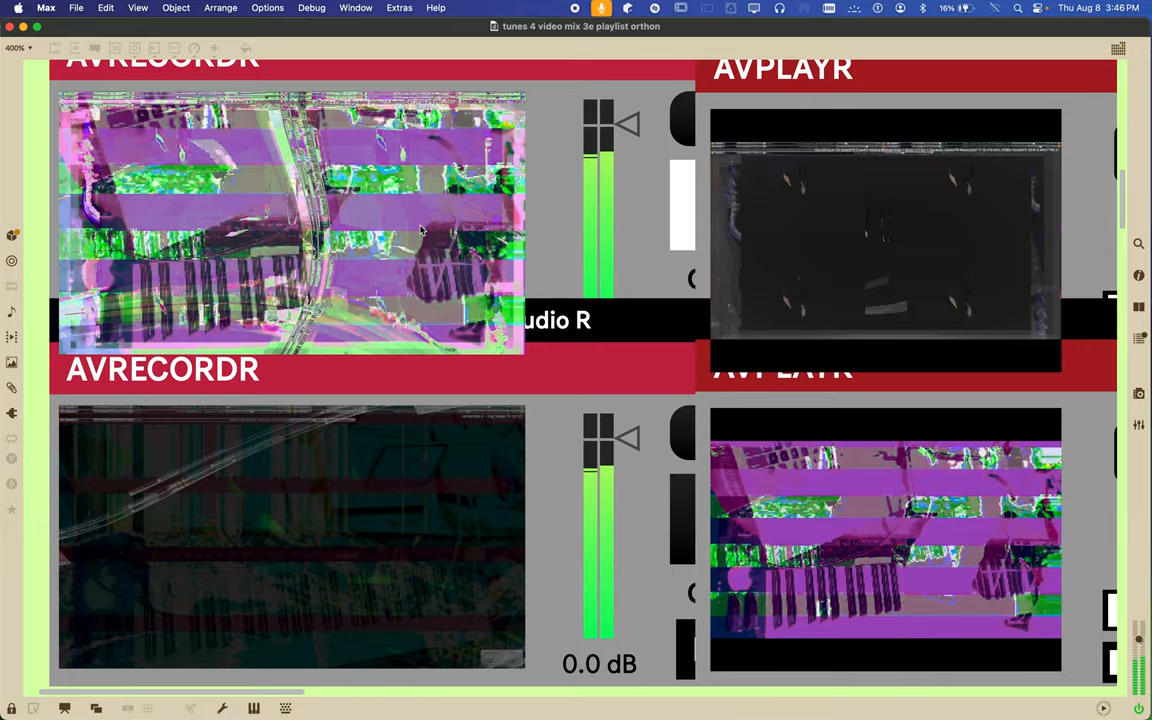 Max File Edit View Object Arrange Options Debug Window Extras Help 16% Thu Aug 8 3:46 PM
tunes 4 video mix 3e playlist orthon
400%
AVRECORDR
AVPLAYR
udio R
AVRECORDR
AVPLAYR
0.0 dB